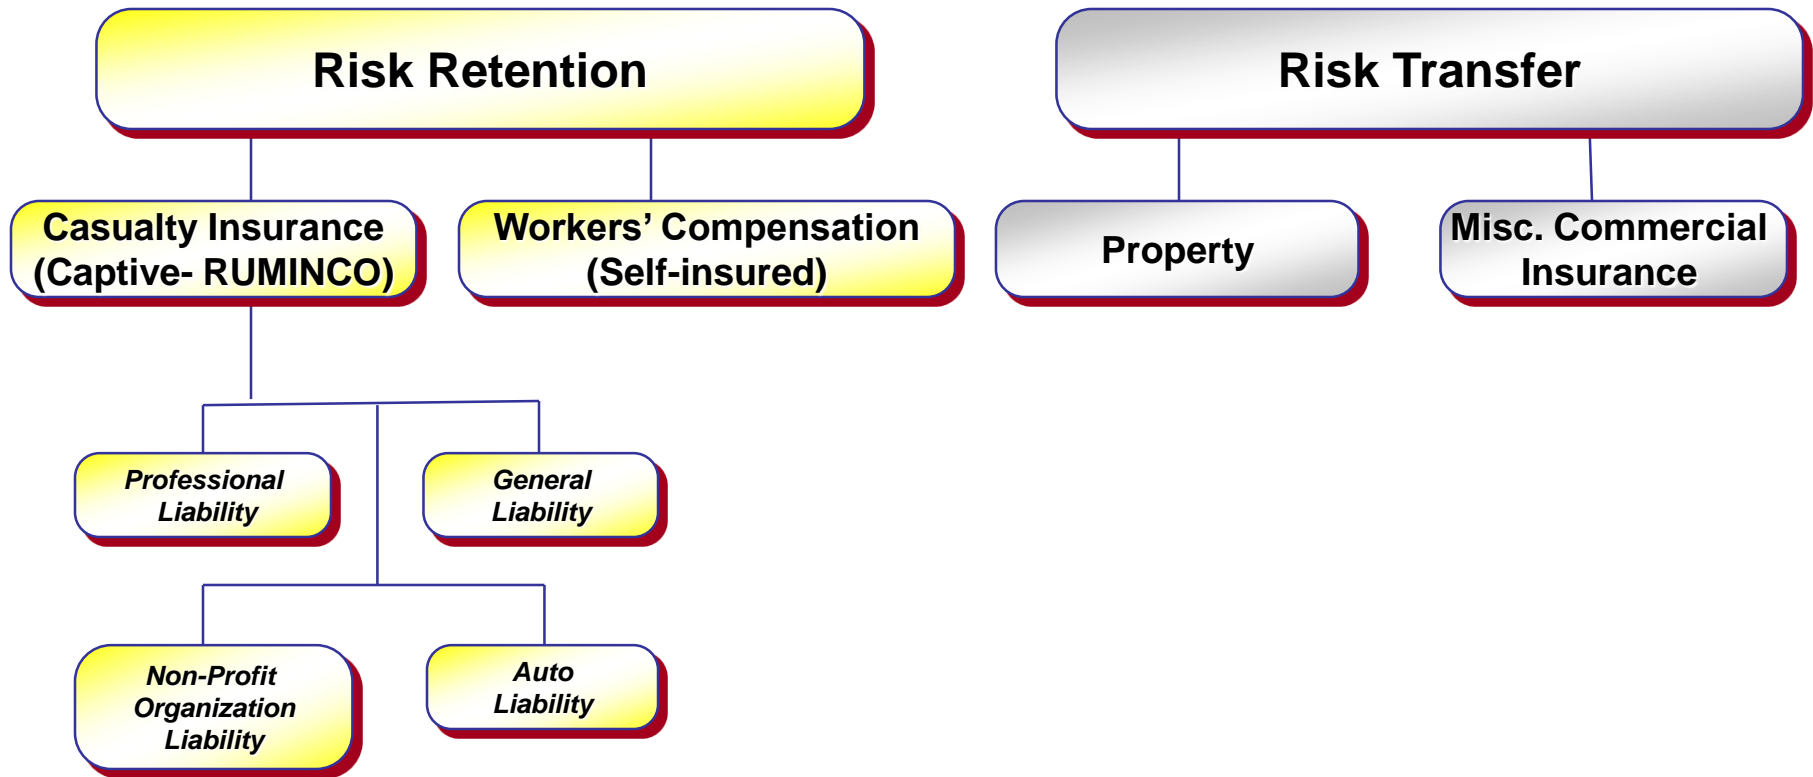 Risk Retention
Risk Transfer
Casualty Insurance
(Captive- RUMINCO)
Workers’ Compensation
(Self-insured)
Property
Misc. Commercial
Insurance
Professional
Liability
General
Liability
Non-Profit
Organization
Liability
Auto
Liability